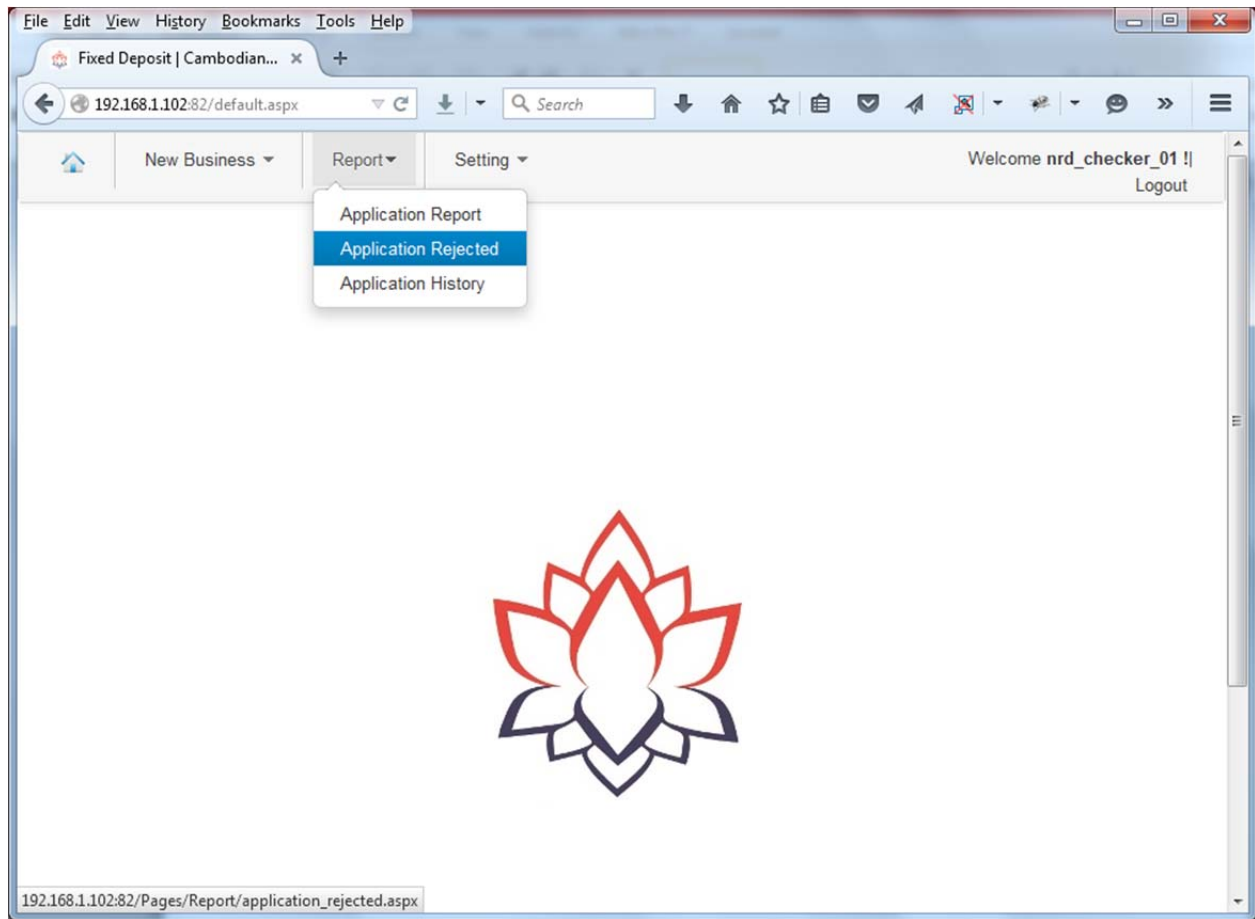 File Edit View History Bookmarks Tools Help
Fixed Deposit | Cambodian...
192.168.1.102:82/default.aspx Search
New Business Report Setting Welcome nrd_checker_01 !|
Logout
Application Report
Application Rejected
Application History
192.168.1.102:82/Pages/Report/application_rejected.aspx